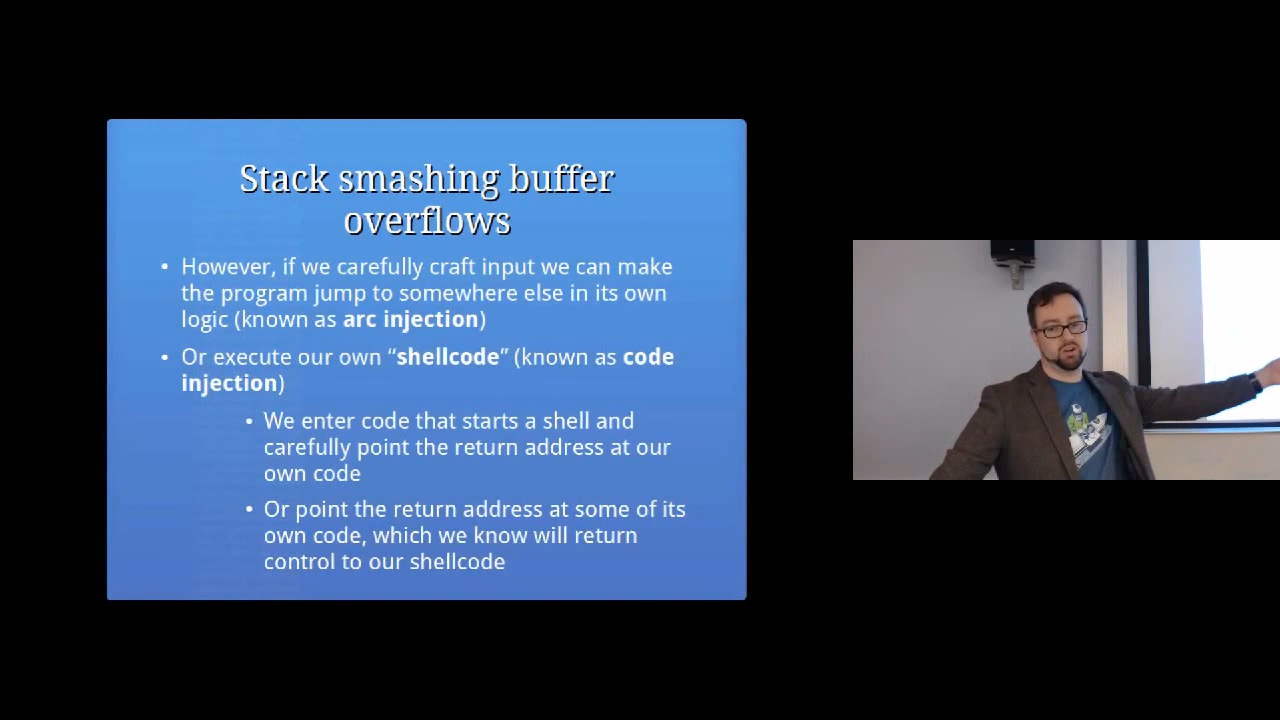 Stack smashing buffer
overflows
• However, if we carefully craft input we can make
the program jump to somewhere else in its own
logic (known as arc injection)
• Or execute our own “shellcode” (known as code
injection)
• We enter code that starts a shell and
carefully point the return address at our
own code
• Or point the return address at some of its
own code, which we know will return
control to our shellcode